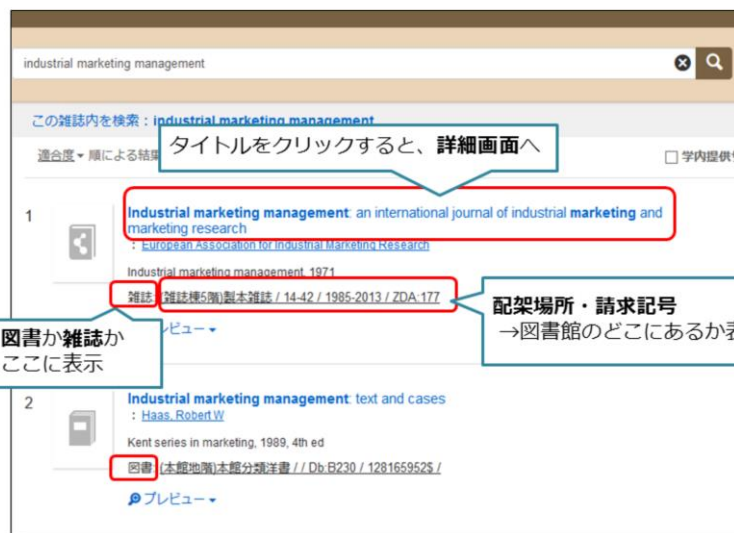 industrial marketing management
この雑誌内を検索：industrial marketing management
タイトルをクリックすると、詳細画面へ
適合度 順による結果
学内提供
1
Industrial marketing management: an international journal of industrial marketing and
marketing research
: European Association for Industrial Marketing Research
Industrial marketing management, 1971
雑誌: (雑誌棟5階)製本雑誌 / 14-42 / 1985-2013 / ZDA:177
配架場所・請求記号
→図書館のどこにあるか
プレビュー
図書か雑誌か
ここに表示
2
Industrial marketing management: text and cases
: Haas, Robert W
Kent series in marketing, 1989, 4th ed
図書: (本館地階)本館分類洋書 / / Db:B230 / 128165952$ /
プレビュー